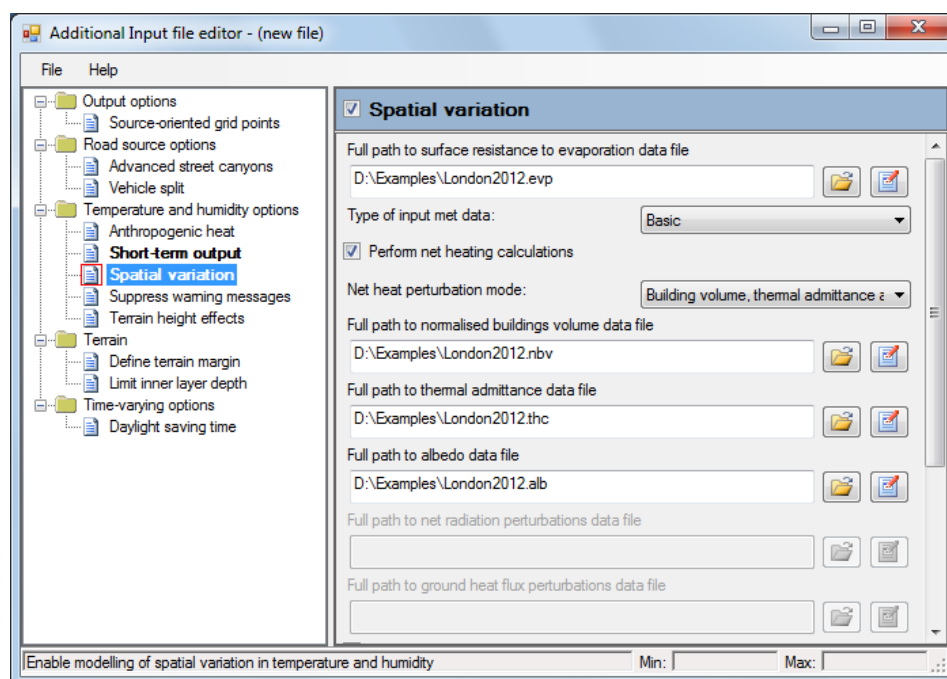 Additional Input file editor - (new file)
File Help
Output options
Source-oriented grid points
Road source options
Advanced street canyons
Vehicle split
Temperature and humidity options
Anthropogenic heat
Short-term output
Spatial variation
Suppress warning messages
Terrain height effects
Terrain
Define terrain margin
Limit inner layer depth
Time-varying options
Daylight saving time
Spatial variation
Full path to surface resistance to evaporation data file
D:\Examples\London2012.evp
Type of input met data: Basic
Perform net heating calculations
Net heat perturbation mode: Building volume, thermal admittance a
Full path to normalised buildings volume data file
D:\Examples\London2012.nbv
Full path to thermal admittance data file
D:\Examples\London2012.thc
Full path to albedo data file
D:\Examples\London2012.alb
Full path to net radiation perturbations data file
Full path to ground heat flux perturbations data file
Enable modelling of spatial variation in temperature and humidity Min: Max: